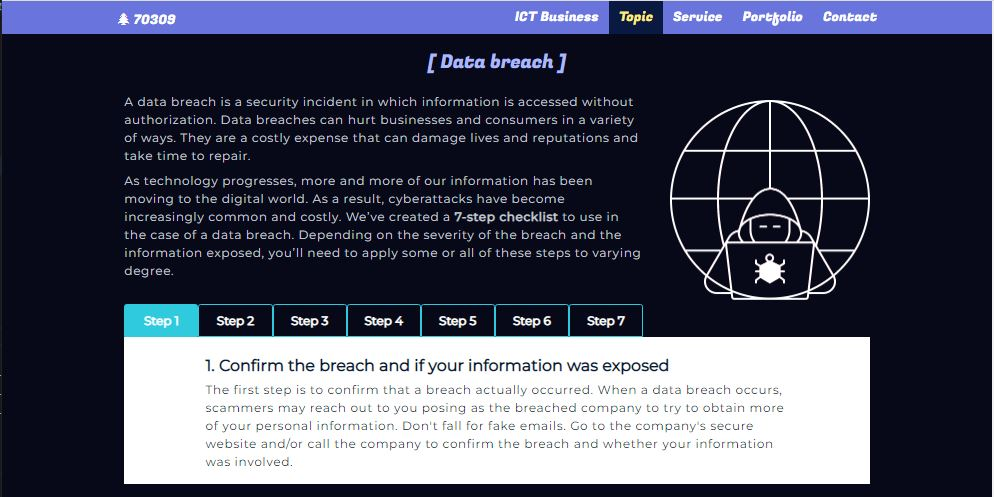 70309
ICT Business
Topic
Service
Portfolio
Contact
[ Data breach ]
A data breach is a security incident in which information is accessed without
authorization. Data breaches can hurt businesses and consumers in a variety
of ways. They are a costly expense that can damage lives and reputations and
take time to repair.
As technology progresses, more and more of our information has been
moving to the digital world. As a result, cyberattacks have become
increasingly common and costly. We've created a 7-step checklist to use in
the case of a data breach. Depending on the severity of the breach and the
information exposed, you'll need to apply some or all of these steps to varying
degree.
Step 1
Step 2
Step 3
Step 4
Step 5
Step 6
Step 7
1. Confirm the breach and if your information was exposed
The first step is to confirm that a breach actually occurred. When a data breach occurs,
scammers may reach out to you posing as the breached company to try to obtain more
of your personal information. Don't fall for fake emails. Go to the company's secure
website and/or call the company to confirm the breach and whether your information
was involved.